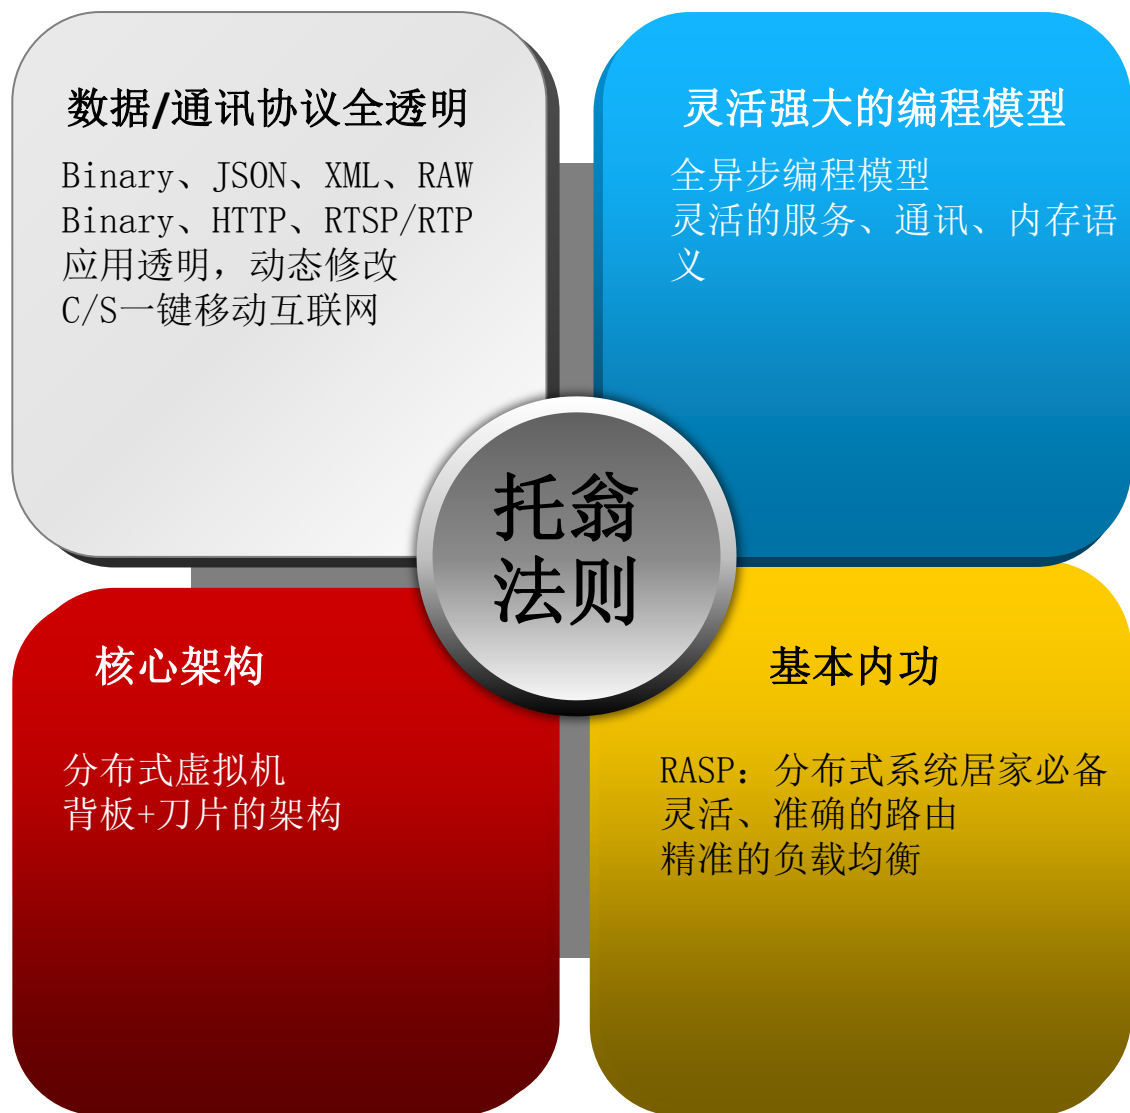 数据/通讯协议全透明
Binary、JSON、XML、RAW
Binary、HTTP、RTSP/RTP
应用透明，动态修改
C/S一键移动互联网
灵活强大的编程模型
全异步编程模型
灵活的服务、通讯、内存语
义
托翁
法则
核心架构
分布式虚拟机
背板+刀片的架构
基本内功
RASP：分布式系统居家必备
灵活、准确的路由
精准的负载均衡